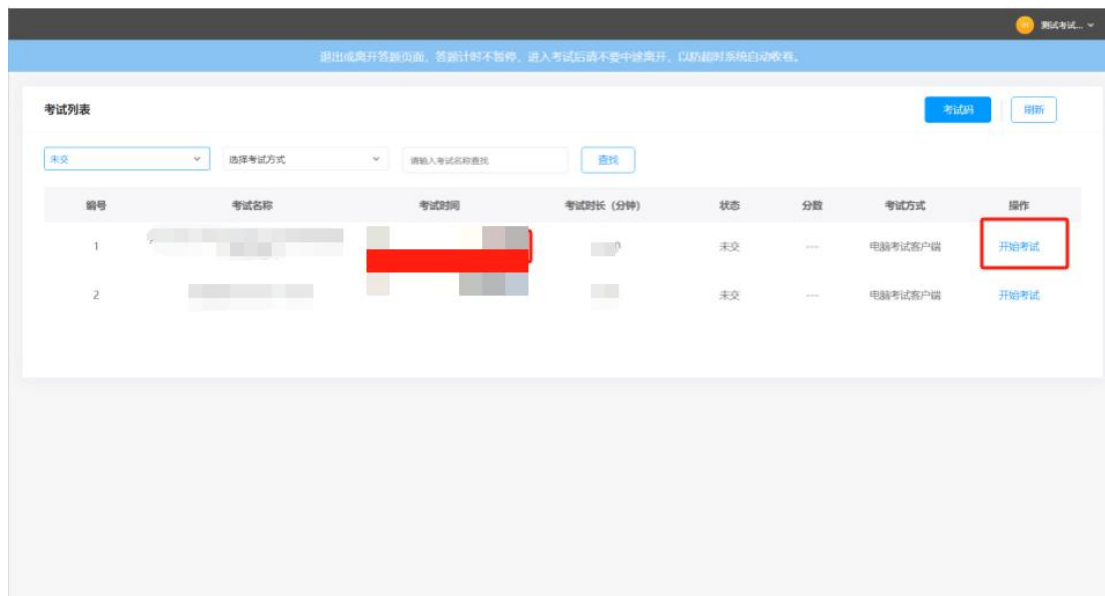 测试考试...
退出或离开答题页面，答题计时不暂停，进入考试后请不要中途离开，以防超时系统自动收卷。
考试列表
考试码 刷新
未交 选择考试方式 请输入考试名称查找 查找
编号 考试名称 考试时间 考试时长（分钟） 状态 分数 考试方式 操作
1 未交 --- 电脑考试客户端 开始考试
2 未交 --- 电脑考试客户端 开始考试